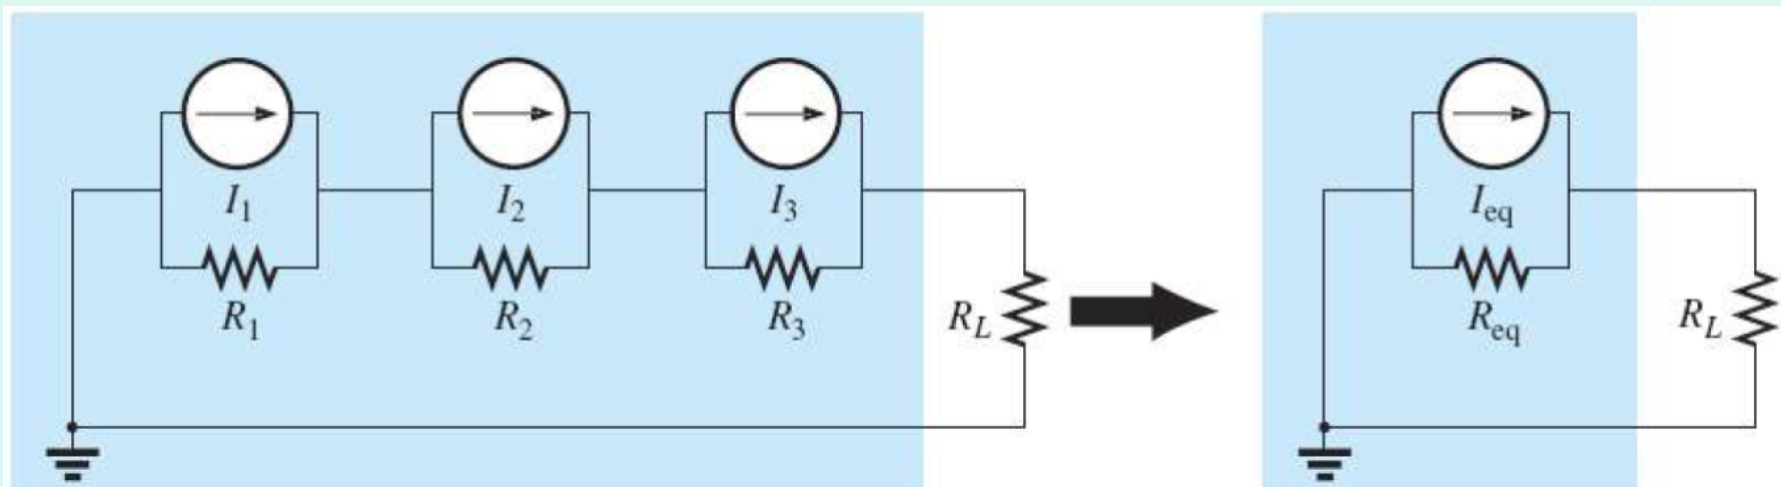 I1 I2 I3 Ieq
R1 R2 R3 RL Req RL